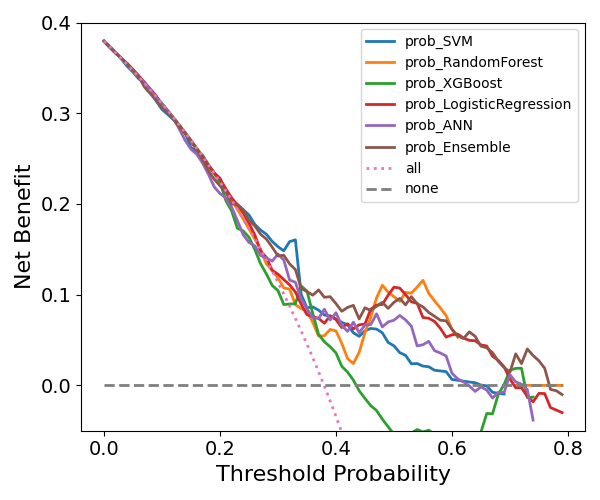 0.4
0.3
0.2
0.1
0.0
Net Benefit
prob_SVM
prob_RandomForest
prob_XGBoost
prob_LogisticRegression
prob_ANN
prob_Ensemble
all
none
0.0 0.2 0.4 0.6 0.8
Threshold Probability